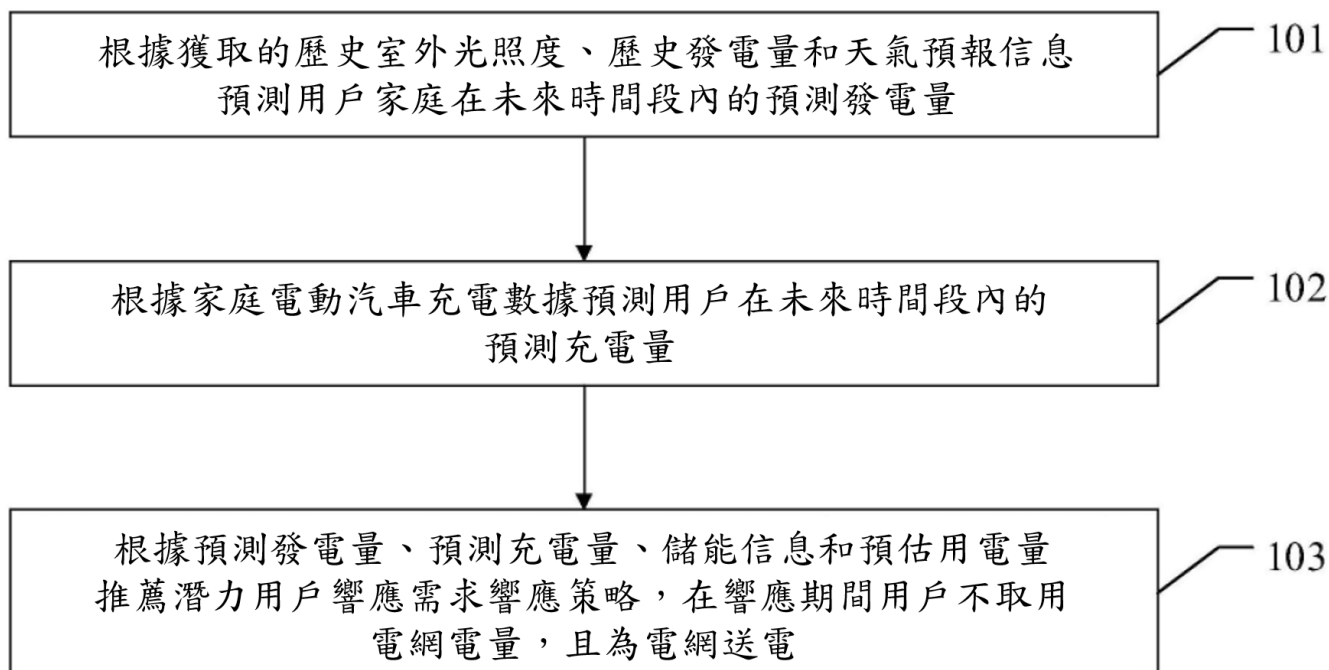 根據獲取的歷史室外光照度、歷史發電量和天氣預報信息
預測用戶家庭在未來時間段內的預測發電量
101
根據家庭電動汽車充電數據預測用戶在未來時間段內的
預測充電量
102
根據預測發電量、預測充電量、儲能信息和預估用電量
推薦潛力用戶響應需求響應策略，在響應期間用戶不取用
電網電量，且為電網送電
103